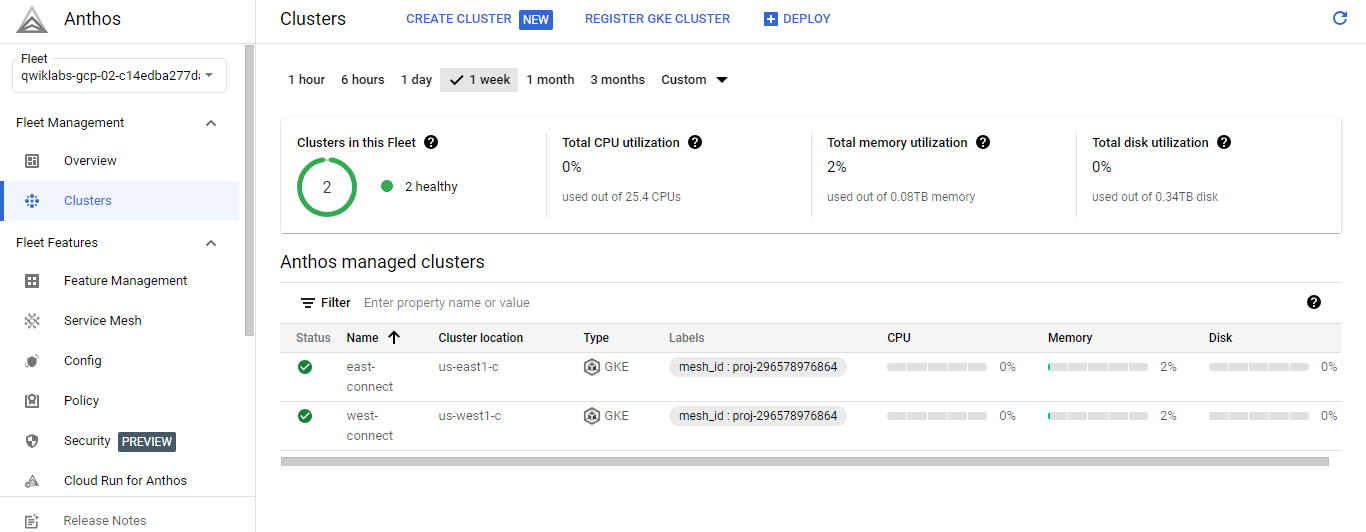 Anthos
Clusters
CREATE CLUSTER NEW
REGISTER GKE CLUSTER
DEPLOY
Fleet
qwiklabs-gcp-02-c14edba277da
Fleet Management
Overview
Clusters
Fleet Features
Feature Management
Service Mesh
Config
Policy
Security PREVIEW
Cloud Run for Anthos
Release Notes
1 hour 6 hours 1 day 1 week 1 month 3 months Custom
Clusters in this Fleet
2
2 healthy
Total CPU utilization
0%
used out of 25.4 CPUs
Total memory utilization
2%
used out of 0.08TB memory
Total disk utilization
0%
used out of 0.34TB disk
Anthos managed clusters
Filter Enter property name or value
Status Name Cluster location Type Labels CPU Memory Disk
east-connect us-east1-c GKE mesh_id : proj-296578976864 0% 2% 0%
west-connect us-west1-c GKE mesh_id : proj-296578976864 0% 2% 0%